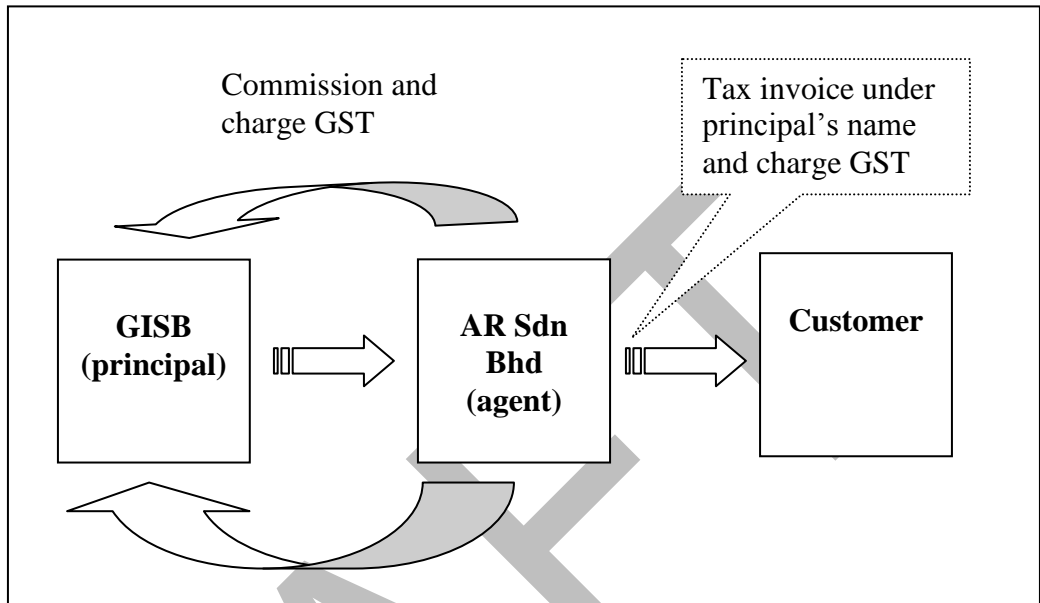 Commission and
charge GST
Tax invoice under
principal's name
and charge GST
GISB
(principal)
AR Sdn
Bhd
(agent)
Customer